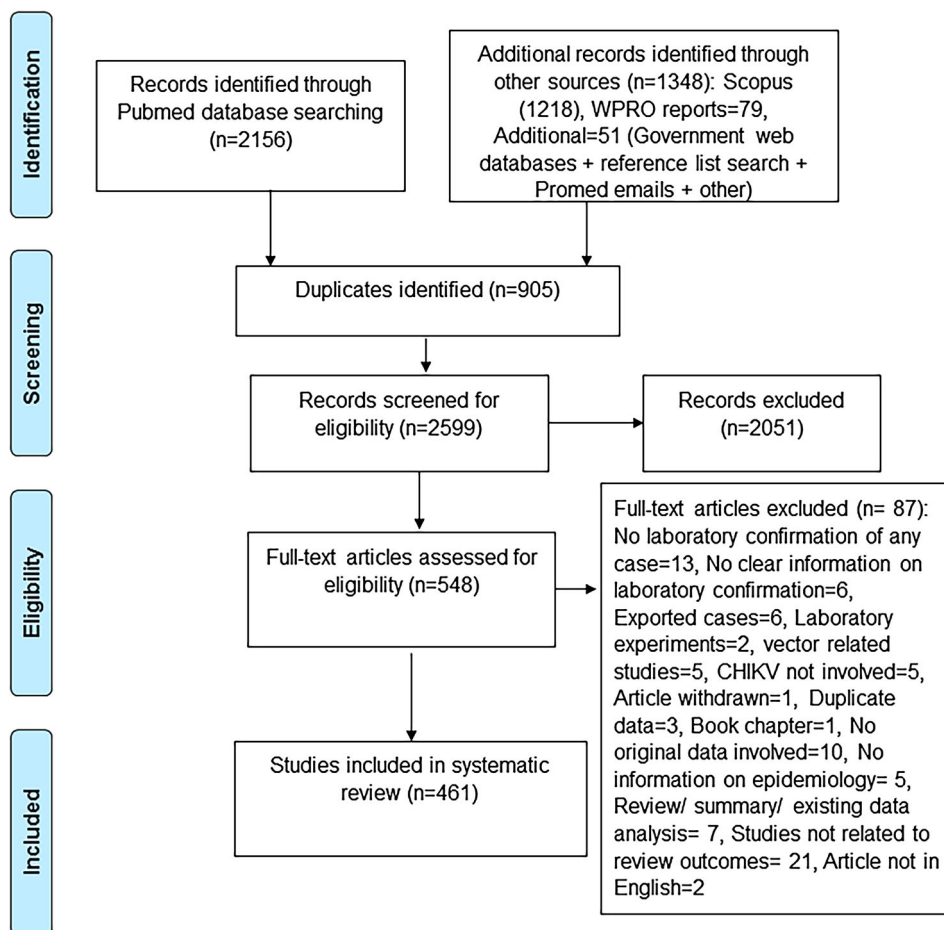 Identification
Records identified through
Pubmed database searching
(n=2156)
Additional records identified through
other sources (n=1348): Scopus
(1218), WPRO reports=79,
Additional=51 (Government web
databases + reference list search +
Promed emails + other)
Screening
Duplicates identified (n=905)
Records screened for
eligibility (n=2599)
Records excluded
(n=2051)
Eligibility
Full-text articles assessed for
eligibility (n=548)
Full-text articles excluded (n= 87):
No laboratory confirmation of any
case=13, No clear information on
laboratory confirmation=6,
Exported cases=6, Laboratory
experiments=2, vector related
studies=5, CHIKV not involved=5,
Article withdrawn=1, Duplicate
data=3, Book chapter=1, No
original data involved=10, No
information on epidemiology= 5,
Review/ summary/ existing data
analysis= 7, Studies not related to
review outcomes= 21, Article not in
English=2
Included
Studies included in systematic
review (n=461)